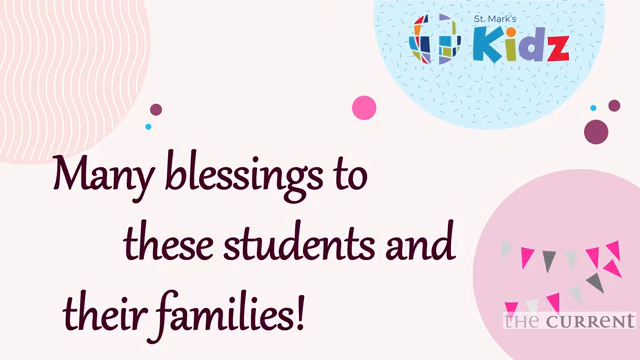 St. Mark's
Kidz
Many blessings to
these students and
their families!
the CURRENT